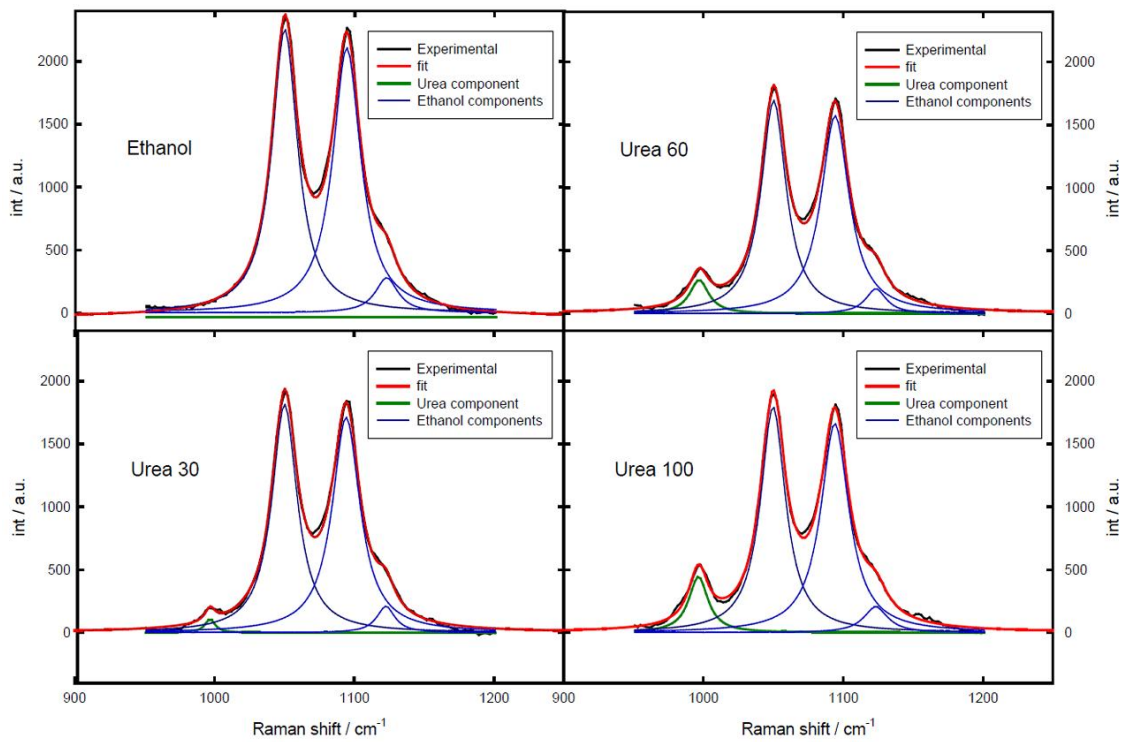 Experimental
fit
Urea component
Ethanol components
Ethanol
int / a.u.
2000
1500
1000
500
0
Experimental
fit
Urea component
Ethanol components
Urea 60
int / a.u.
2000
1500
1000
500
0
Experimental
fit
Urea component
Ethanol components
Urea 30
int / a.u.
2000
1500
1000
500
0
900 1000 1100 1200
Raman shift / cm⁻¹
Experimental
fit
Urea component
Ethanol components
Urea 100
int / a.u.
2000
1500
1000
500
0
900 1000 1100 1200
Raman shift / cm⁻¹